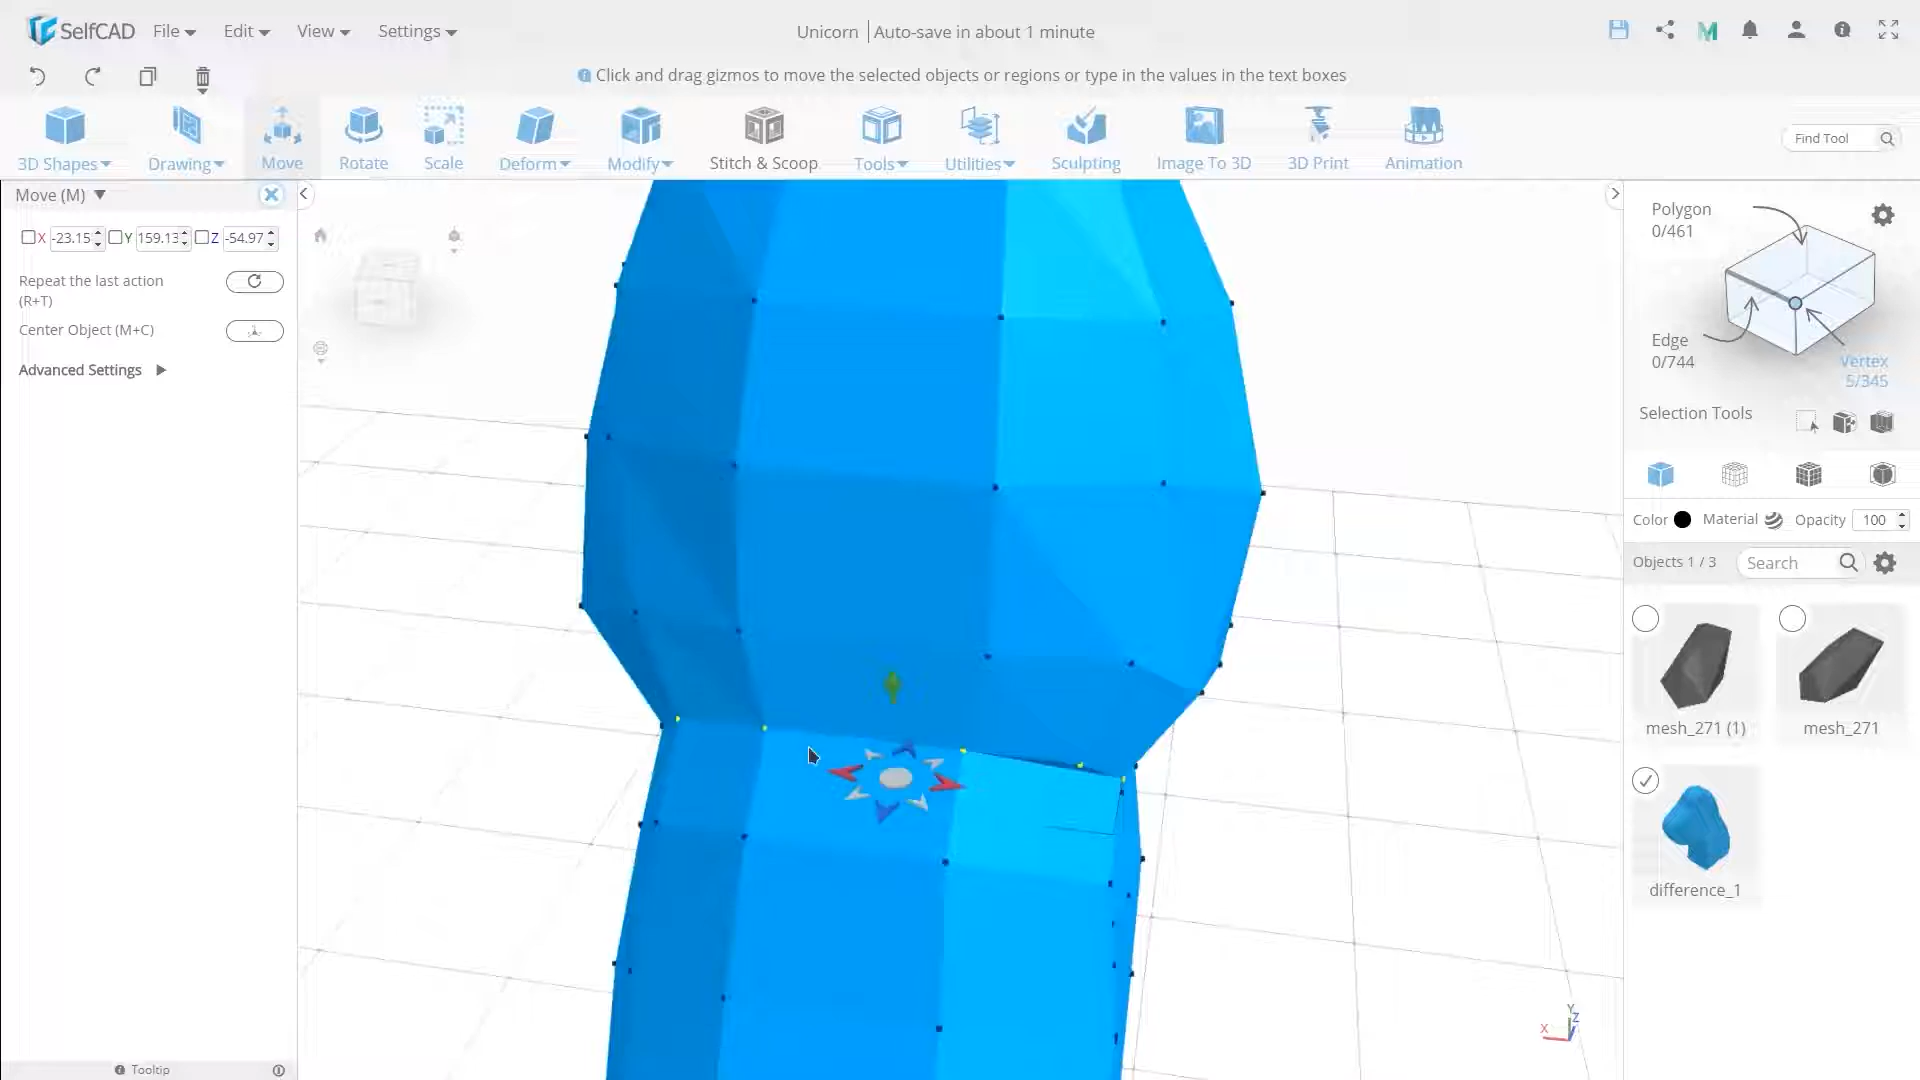 SelfCAD File Edit View Settings Unicorn Auto-save in about 1 minute
Click and drag gizmos to move the selected objects or regions or type in the values in the text boxes
3D Shapes Drawing Move Rotate Scale Deform Modify Stitch & Scoop Tools Utilities Sculpting Image To 3D 3D Print Animation Find Tool
Move (M)
X -23.15 Y 159.13 Z -54.97
Repeat the last action
(R+T)
Center Object (M+C)
Advanced Settings
Polygon
0/461
Edge
0/744
Vertex
5/345
Selection Tools
Color Material Opacity 100
Objects 1 / 3 Search
mesh_271 (1) mesh_271
difference_1
Y
Z
X
Tooltip